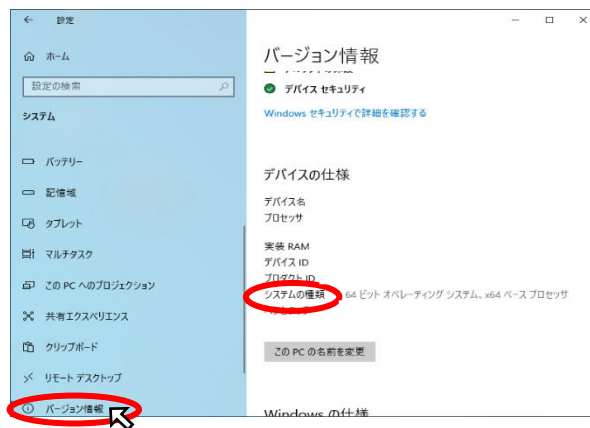 設定
ホーム
設定の検索
システム
バッテリー
記憶域
タブレット
マルチタスク
この PC へのプロジェクション
共有エクスペリエンス
クリップボード
リモート デスクトップ
バージョン情報
バージョン情報
デバイス セキュリティ
Windows セキュリティで詳細を確認する
デバイスの仕様
デバイス名
プロセッサ
実装 RAM
デバイス ID
プロダクト ID
システムの種類 64 ビット オペレーティング システム、x64 ベース プロセッサ
この PC の名前を変更
Windows の仕様